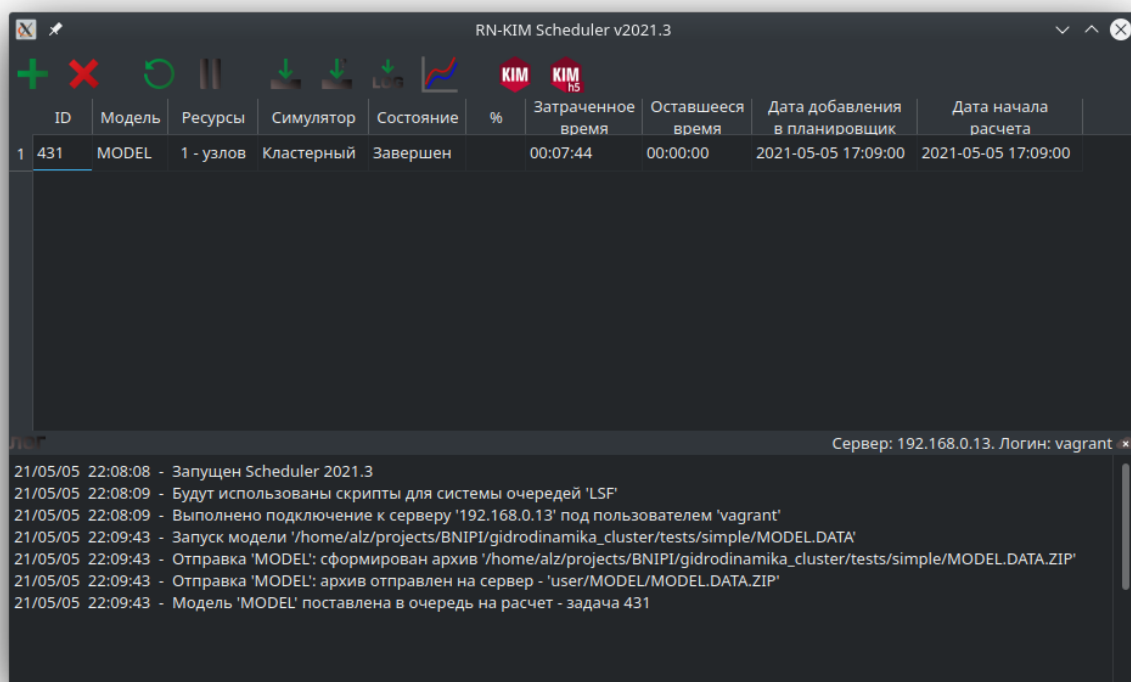 RN-KIM Scheduler v2021.3
LOG KIM KIM h5
ID Модель Ресурсы Симулятор Состояние % Затраченное время Оставшееся время Дата добавления в планировщик Дата начала расчета
1 431 MODEL 1 - узлов Кластерный Завершен 00:07:44 00:00:00 2021-05-05 17:09:00 2021-05-05 17:09:00
Лог Сервер: 192.168.0.13. Логин: vagrant
21/05/05 22:08:08 - Запущен Scheduler 2021.3
21/05/05 22:08:09 - Будут использованы скрипты для системы очередей 'LSF'
21/05/05 22:08:09 - Выполнено подключение к серверу '192.168.0.13' под пользователем 'vagrant'
21/05/05 22:09:43 - Запуск модели '/home/alz/projects/BNIPI/gidrodinamika_cluster/tests/simple/MODEL.DATA'
21/05/05 22:09:43 - Отправка 'MODEL': сформирован архив '/home/alz/projects/BNIPI/gidrodinamika_cluster/tests/simple/MODEL.DATA.ZIP'
21/05/05 22:09:43 - Отправка 'MODEL': архив отправлен на сервер - 'user/MODEL/MODEL.DATA.ZIP'
21/05/05 22:09:43 - Модель 'MODEL' поставлена в очередь на расчет - задача 431